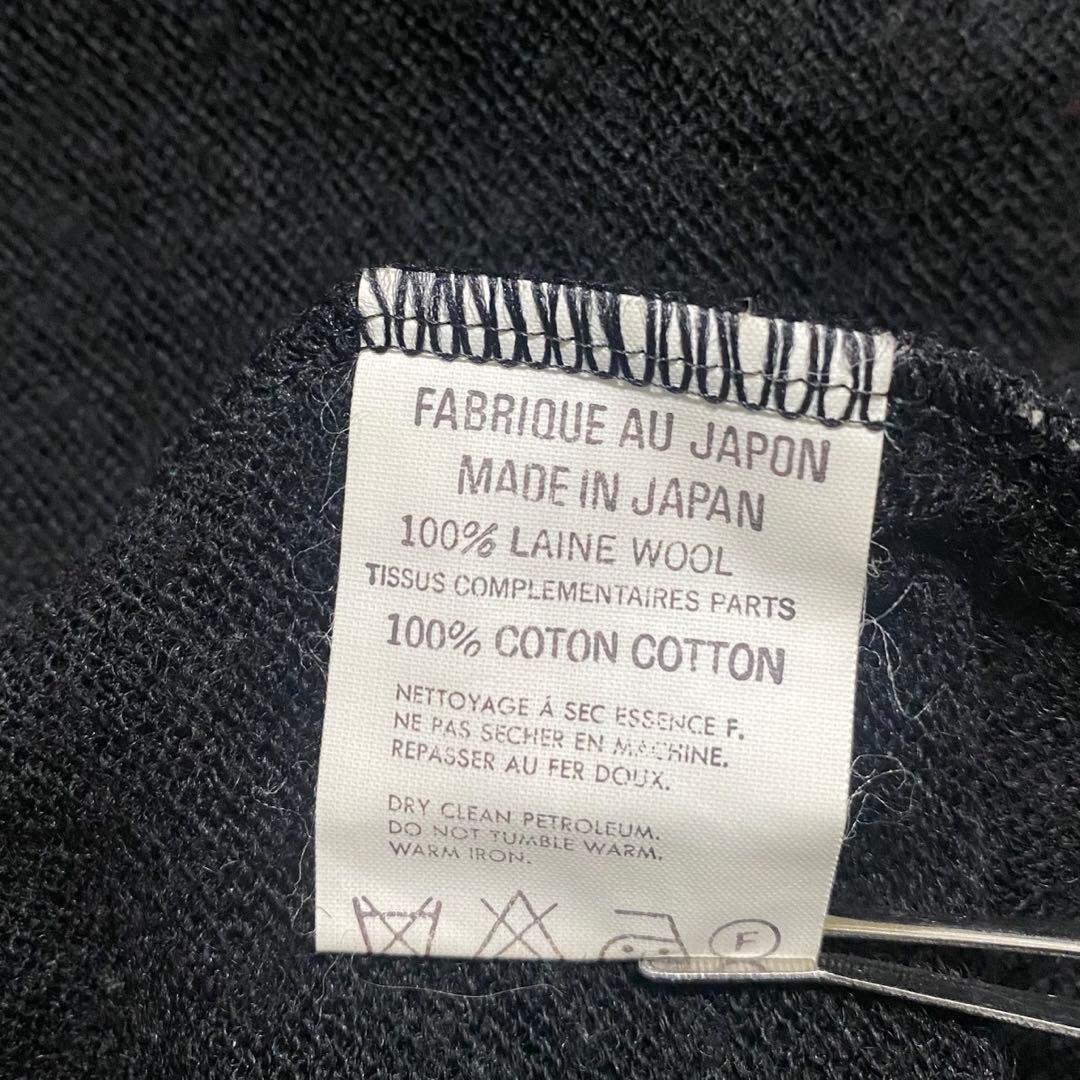 FABRIQUE AU JAPON
MADE IN JAPAN
100% LAINE WOOL
TISSUS COMPLEMENTAIRES PARTS
100% COTON COTTON
NETTOYAGE Á SEC ESSENCE F.
NE PAS SECHER EN MACHINE.
REPASSER AU FER DOUX.
DRY CLEAN PETROLEUM.
DO NOT TUMBLE WARM.
WARM IRON.
F